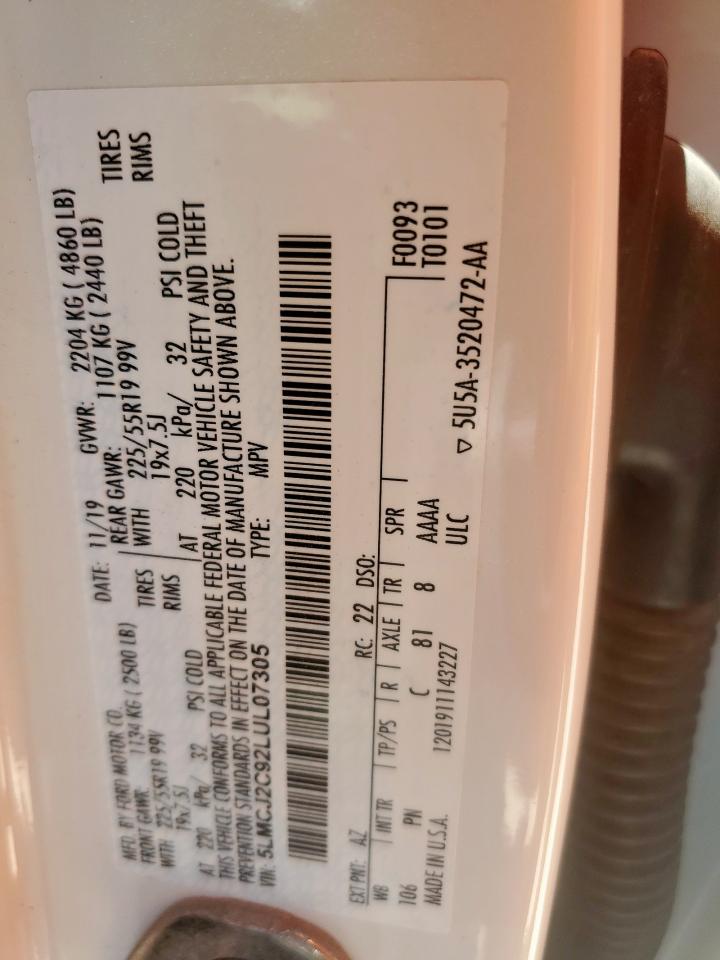 MFD. BY FORD MOTOR CO. DATE: 11/19 GVWR: 2204 KG ( 4860 LB)
FRONT GAWR: 1134 KG ( 2500 LB) REAR GAWR: 1107 KG ( 2440 LB)
WITH 225/55R19 99V TIRES WITH 225/55R19 99V TIRES
19x7.5J RIMS 19x7.5J RIMS
AT 220 kPa/ 32 PSI COLD AT 220 kPa/ 32 PSI COLD
THIS VEHICLE CONFORMS TO ALL APPLICABLE FEDERAL MOTOR VEHICLE SAFETY AND THEFT
PREVENTION STANDARDS IN EFFECT ON THE DATE OF MANUFACTURE SHOWN ABOVE.
VIN: 5LMCJ2C92LUL07305 TYPE: MPV
EXT PNT: AZ RC: 22 DSO: F0093
WB INT TR TP/PS R AXLE TR SPR T0101
106 PN C 81 8 AAAA
MADE IN U.S.A. 1201911143227 ULC ▽ 5U5A-3520472-AA